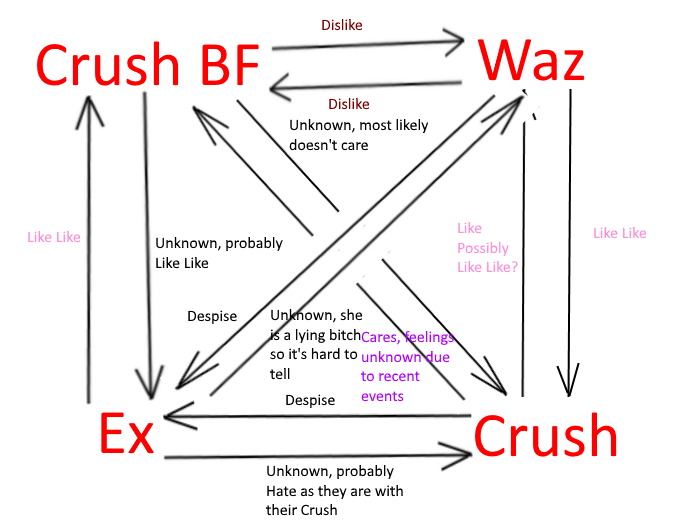 Dislike
Crush BF
Waz
Dislike
Unknown, most likely
doesn't care
Like Like
Unknown, probably
Like Like
Like
Possibly
Like Like?
Like Like
Despise
Unknown, she
is a lying bitch
so it's hard to
tell
Cares, feelings
unknown due
to recent
events
Despise
Ex
Crush
Unknown, probably
Hate as they are with
their Crush